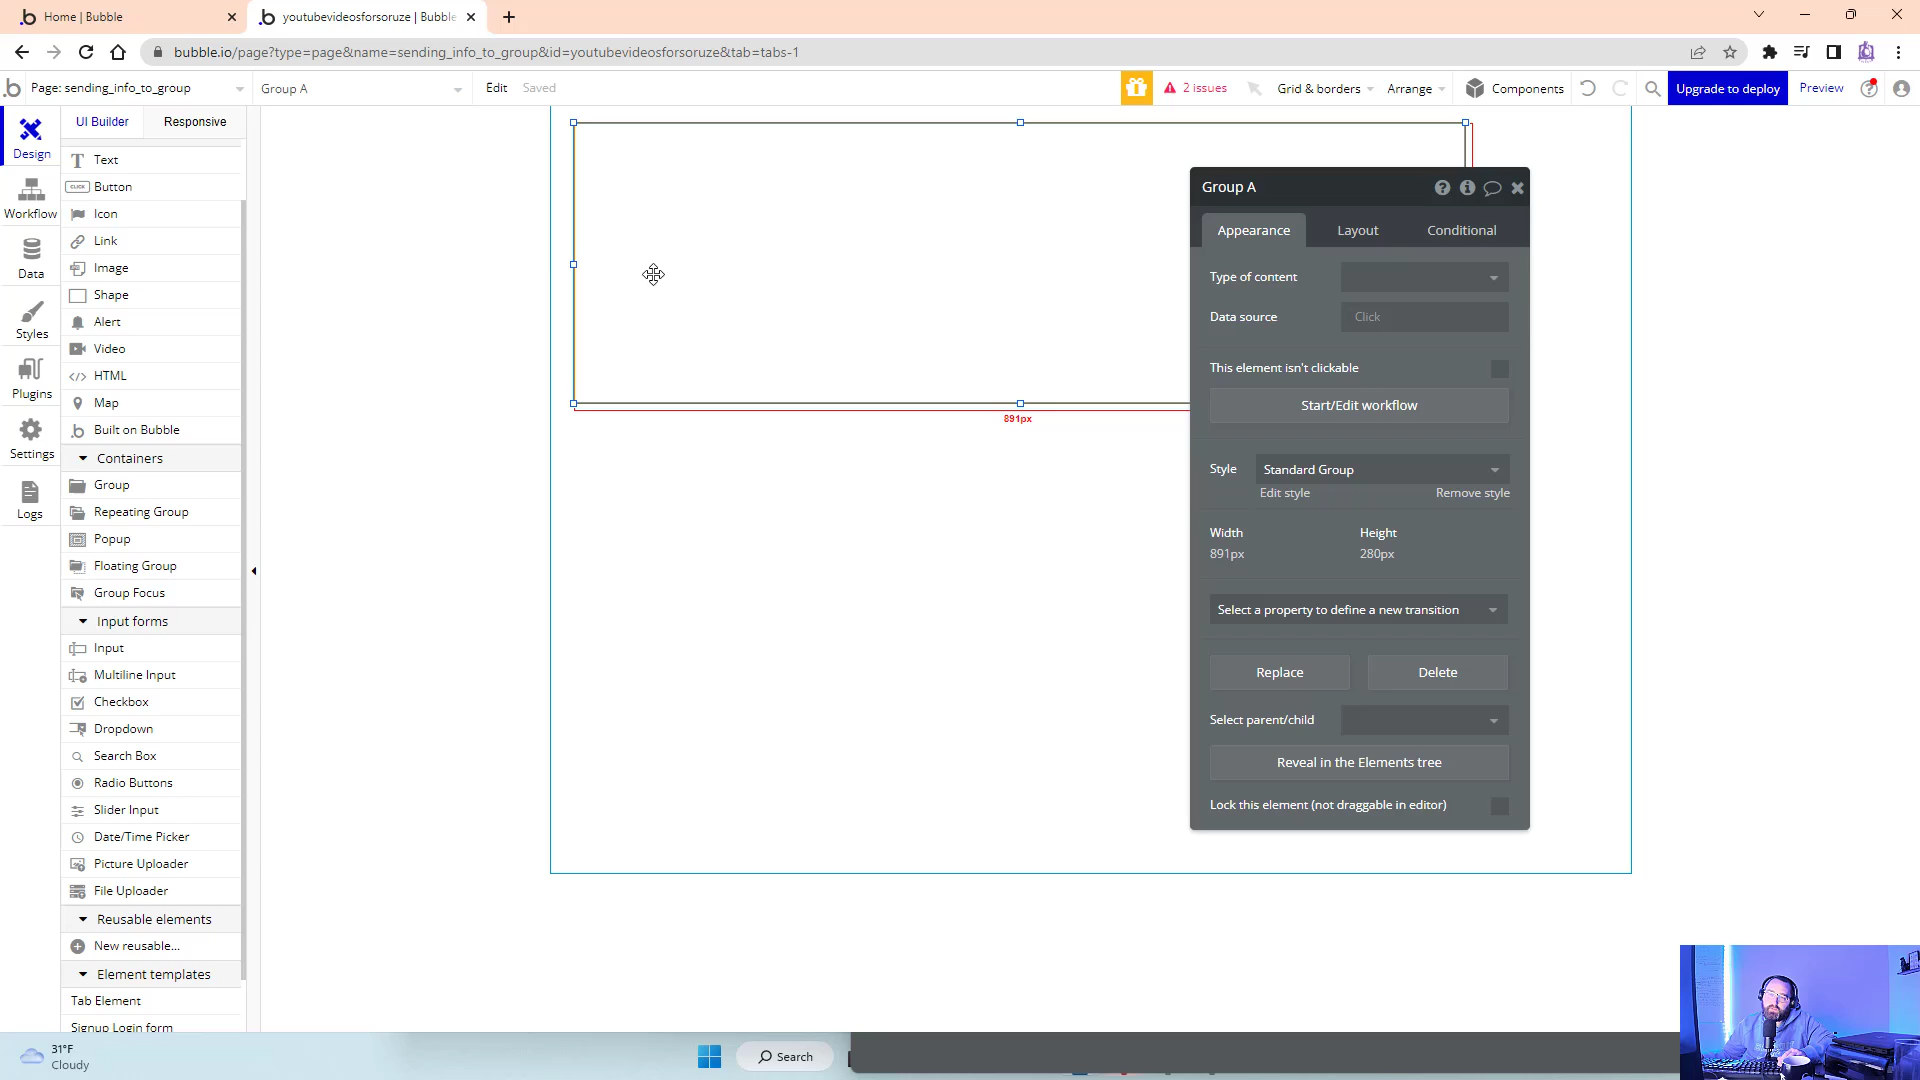 Home | Bubble
youtubevideosforsoruze | Bubble
bubble.io/page?type=page&name=sending_info_to_group&id=youtubevideosforsoruze&tab=tabs-1
Page: sending_info_to_group
Group A
Edit
Saved
2 issues
Grid & borders
Arrange
Components
Upgrade to deploy
Preview
Design
Workflow
Data
Styles
Plugins
Settings
Logs
UI Builder
Responsive
Text
CLICK
Button
Icon
Link
Image
Shape
Alert
Video
HTML
Map
Built on Bubble
Containers
Group
Repeating Group
Popup
Floating Group
Group Focus
Input forms
Input
Multiline Input
Checkbox
Dropdown
Search Box
Radio Buttons
Slider Input
Date/Time Picker
Picture Uploader
File Uploader
Reusable elements
New reusable...
Element templates
Tab Element
Signup Login form
891px
Group A
Appearance
Layout
Conditional
Type of content
Data source
Click
This element isn't clickable
Start/Edit workflow
Style
Standard Group
Edit style
Remove style
Width
Height
891px
280px
Select a property to define a new transition
Replace
Delete
Select parent/child
Reveal in the Elements tree
Lock this element (not draggable in editor)
31°F
Cloudy
Search